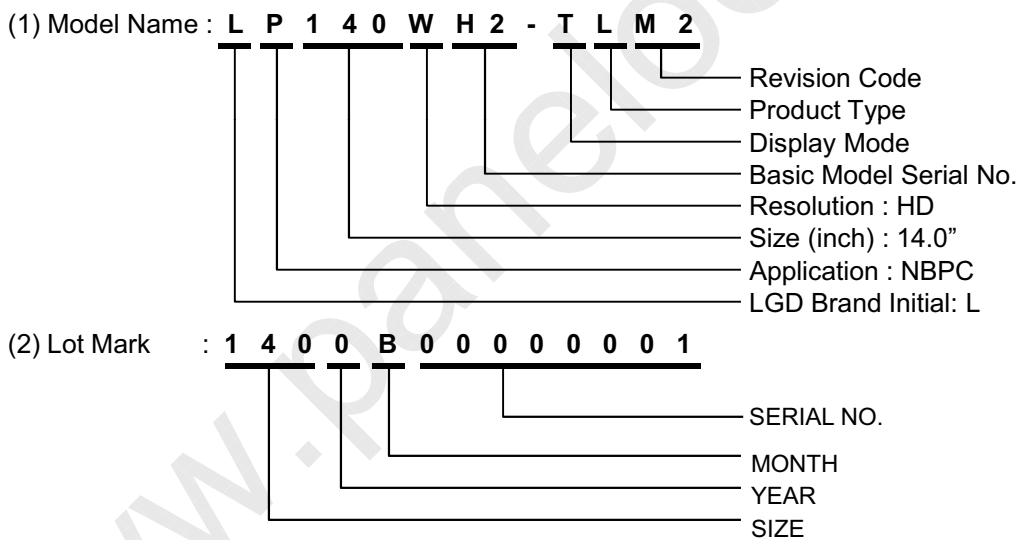 (1) Model Name : L P 1 4 0 W H 2 - T L M 2
Revision Code
Product Type
Display Mode
Basic Model Serial No.
Resolution : HD
Size (inch) : 14.0”
Application : NBPC
LGD Brand Initial: L
(2) Lot Mark : 1 4 0 0 B 0 0 0 0 0 0 0 1
SERIAL NO.
MONTH
YEAR
SIZE
w.panelo